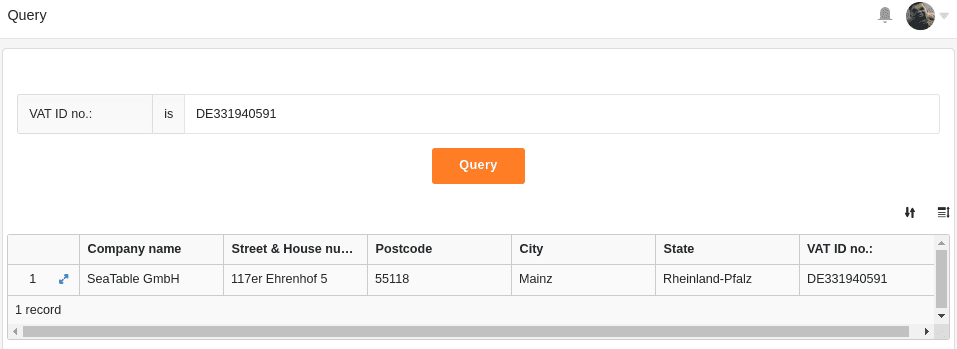 Query
VAT ID no.: is DE331940591
Query
Company name Street & House nu... Postcode City State VAT ID no.:
1 SeaTable GmbH 117er Ehrenhof 5 55118 Mainz Rheinland-Pfalz DE331940591
1 record